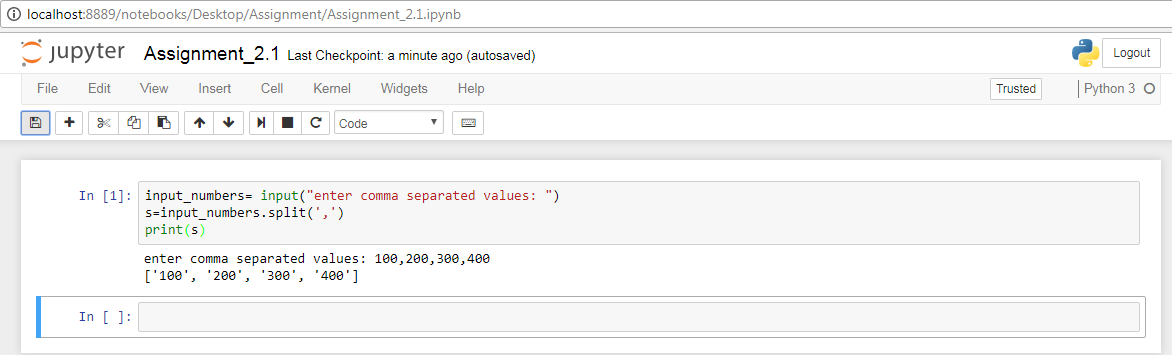 localhost:8889/notebooks/Desktop/Assignment/Assignment_2.1.ipynb
jupyter Assignment_2.1 Last Checkpoint: a minute ago (autosaved) Logout
File Edit View Insert Cell Kernel Widgets Help Trusted Python 3
Code
In [1]: input_numbers= input("enter comma separated values: ")
s=input_numbers.split(',')
print(s)
enter comma separated values: 100,200,300,400
['100', '200', '300', '400']
In [ ]: